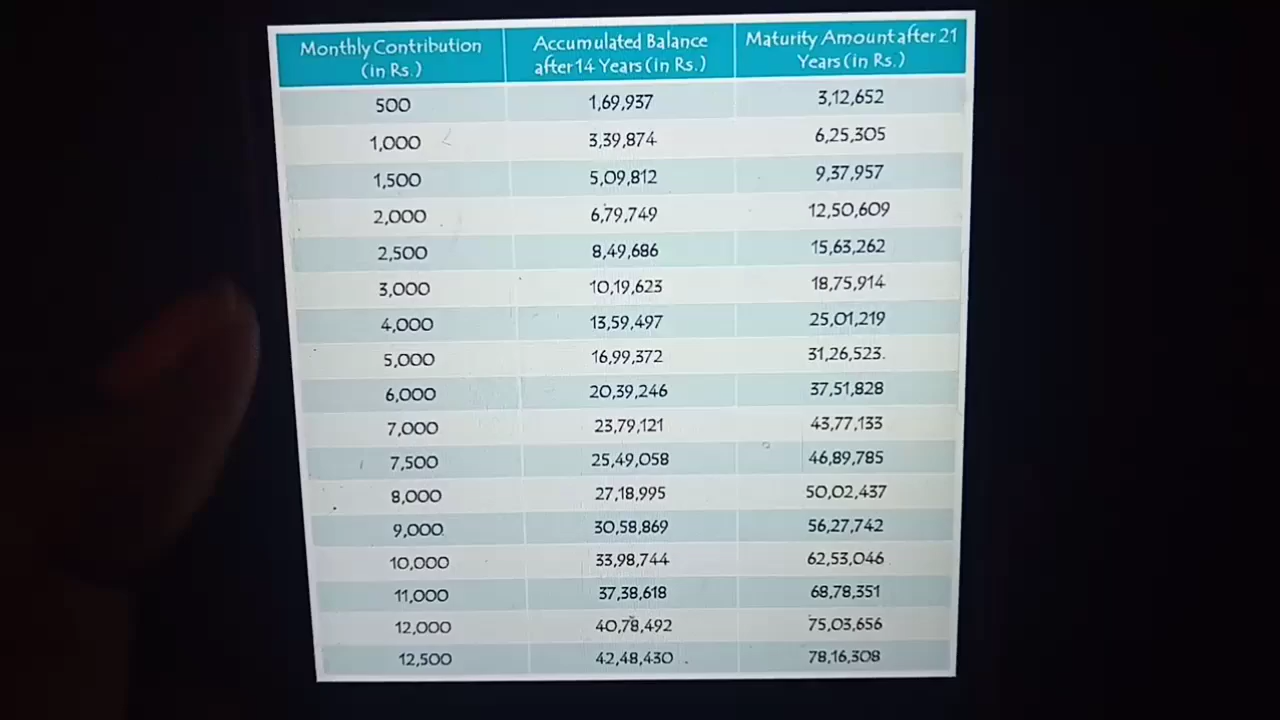 Monthly Contribution (in Rs.) Accumulated Balance after 14 Years (in Rs.) Maturity Amount after 21 Years (in Rs.)
500 1,69,937 3,12,652
1,000 3,39,874 6,25,305
1,500 5,09,812 9,37,957
2,000 6,79,749 12,50,609
2,500 8,49,686 15,63,262
3,000 10,19,623 18,75,914
4,000 13,59,497 25,01,219
5,000 16,99,372 31,26,523
6,000 20,39,246 37,51,828
7,000 23,79,121 43,77,133
7,500 25,49,058 46,89,785
8,000 27,18,995 50,02,437
9,000 30,58,869 56,27,742
10,000 33,98,744 62,53,046
11,000 37,38,618 68,78,351
12,000 40,78,492 75,03,656
12,500 42,48,430 78,16,308